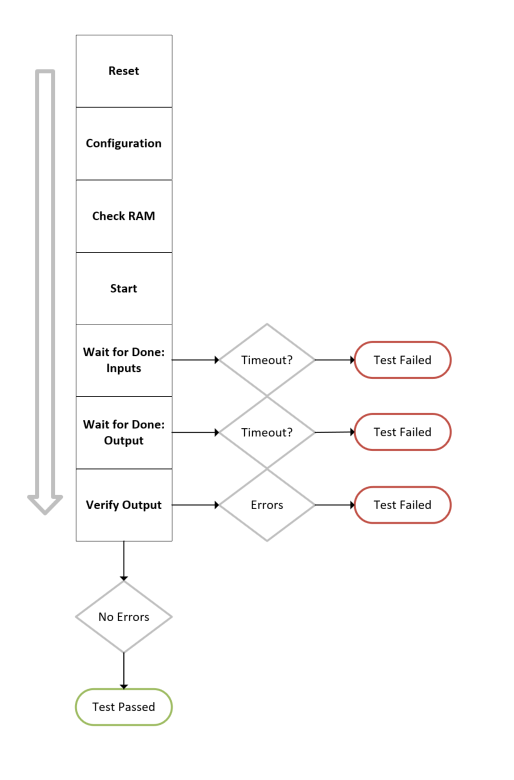 Reset
Configuration
Check RAM
Start
Wait for Done:
Inputs
Timeout?
Test Failed
Wait for Done:
Output
Timeout?
Test Failed
Verify Output
Errors
Test Failed
No Errors
Test Passed